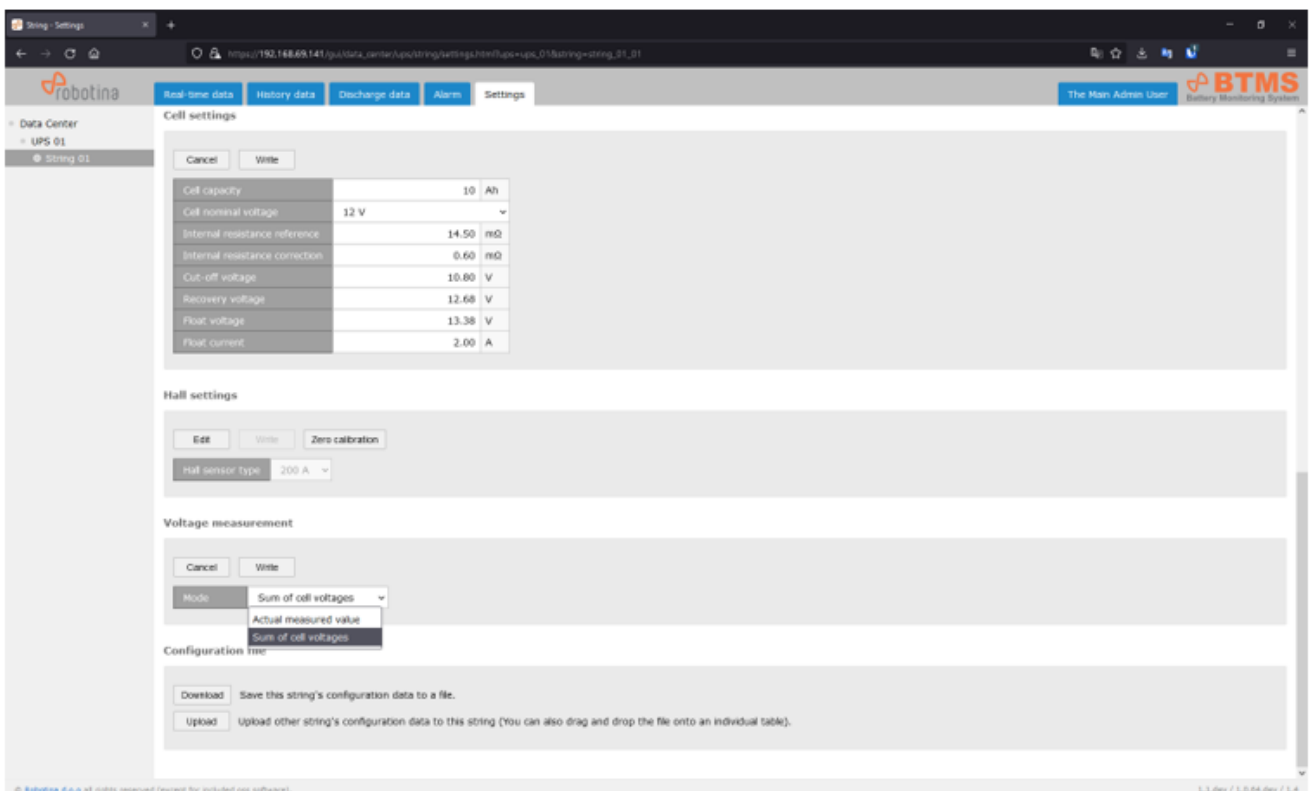 String - Settings
https://192.168.69.141/gui/data_center/ups/string/settings.html?ups=ups_01&string=string_01_01
robotina
Real-time data History data Discharge data Alarm Settings
The Main Admin User
BTMS
Battery Monitoring System
Data Center
UPS 01
String 01
Cell settings
Cancel Write
Cell capacity 10 Ah
Cell nominal voltage 12 V
Internal resistance reference 14.50 mΩ
Internal resistance correction 0.60 mΩ
Cut-off voltage 10.80 V
Recovery voltage 12.68 V
Float voltage 13.38 V
Float current 2.00 A
Hall settings
Edit Write Zero calibration
Hall sensor type 200 A
Voltage measurement
Cancel Write
Mode Sum of cell voltages
Actual measured value
Sum of cell voltages
Configuration file
Download Save this string's configuration data to a file.
Upload Upload other string's configuration data to this string (You can also drag and drop the file onto an individual table).
© Robotina d.o.o all rights reserved (except for included